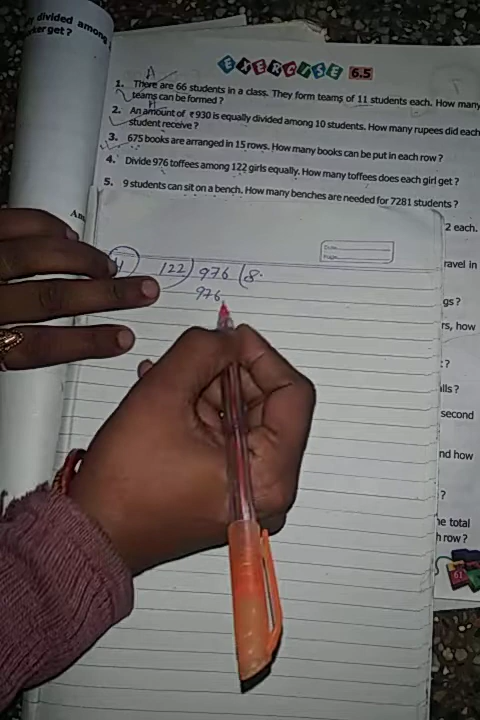 y divided among
rker get ?
EXERCISE 6.5
A
1. There are 66 students in a class. They form teams of 11 students each. How many
teams can be formed ?
2. An amount of ₹ 930 is equally divided among 10 students. How many rupees did each
student receive ?
3. 675 books are arranged in 15 rows. How many books can be put in each row ?
4. Divide 976 toffees among 122 girls equally. How many toffees does each girl get ?
5. 9 students can sit on a bench. How many benches are needed for 7281 students ?
2 each.
ravel in
122)976(8
976
gs ?
rs, how
?
lls ?
second
nd how
?
e total
h row ?
61